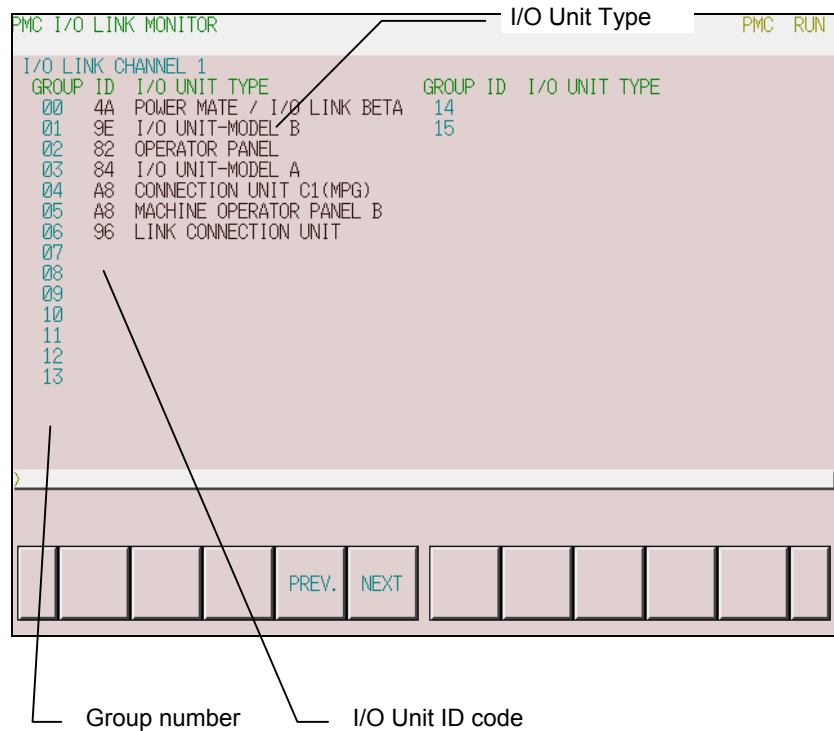 I/O Unit Type
PMC I/O LINK MONITOR PMC RUN
I/O LINK CHANNEL 1
GROUP ID I/O UNIT TYPE GROUP ID I/O UNIT TYPE
00 4A POWER MATE / I/O LINK BETA 14
01 9E I/O UNIT-MODEL B 15
02 82 OPERATOR PANEL
03 84 I/O UNIT-MODEL A
04 A8 CONNECTION UNIT C1(MPG)
05 A8 MACHINE OPERATOR PANEL B
06 96 LINK CONNECTION UNIT
07
08
09
10
11
12
13
>
PREV. NEXT
Group number I/O Unit ID code